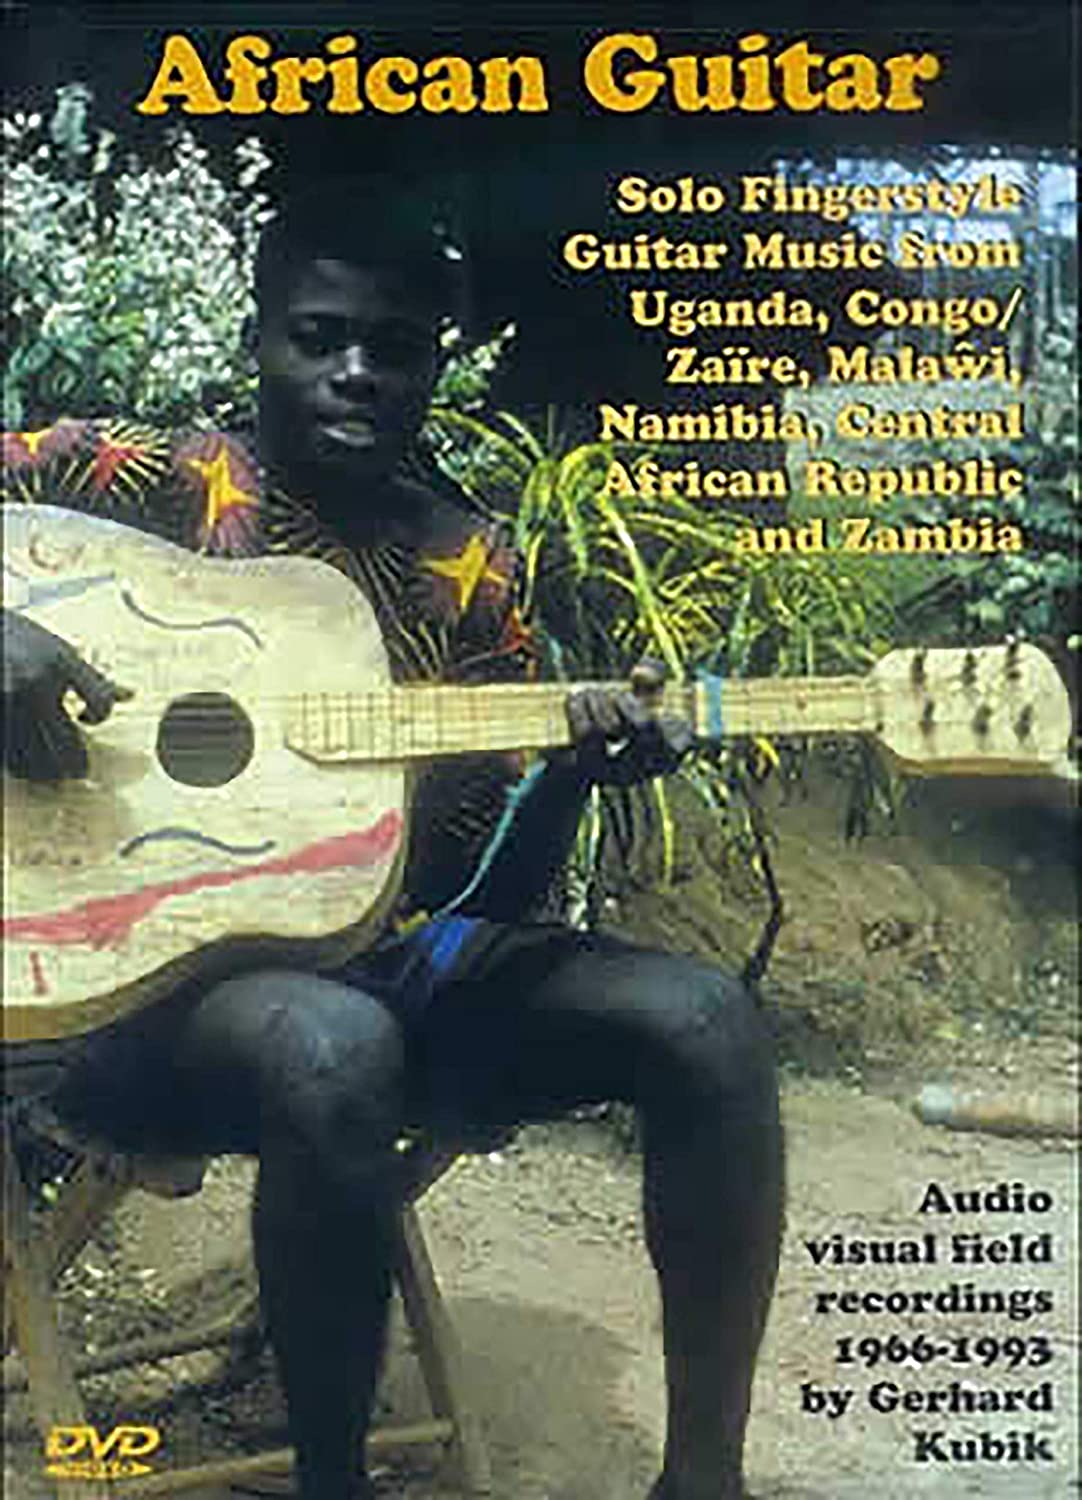 African Guitar
Solo Fingerstyle
Guitar Music from
Uganda, Congo/
Zaïre, Malaŵi,
Namibia, Central
African Republic
and Zambia
Audio
visual field
recordings
1966-1993
by Gerhard
Kubik
DVD